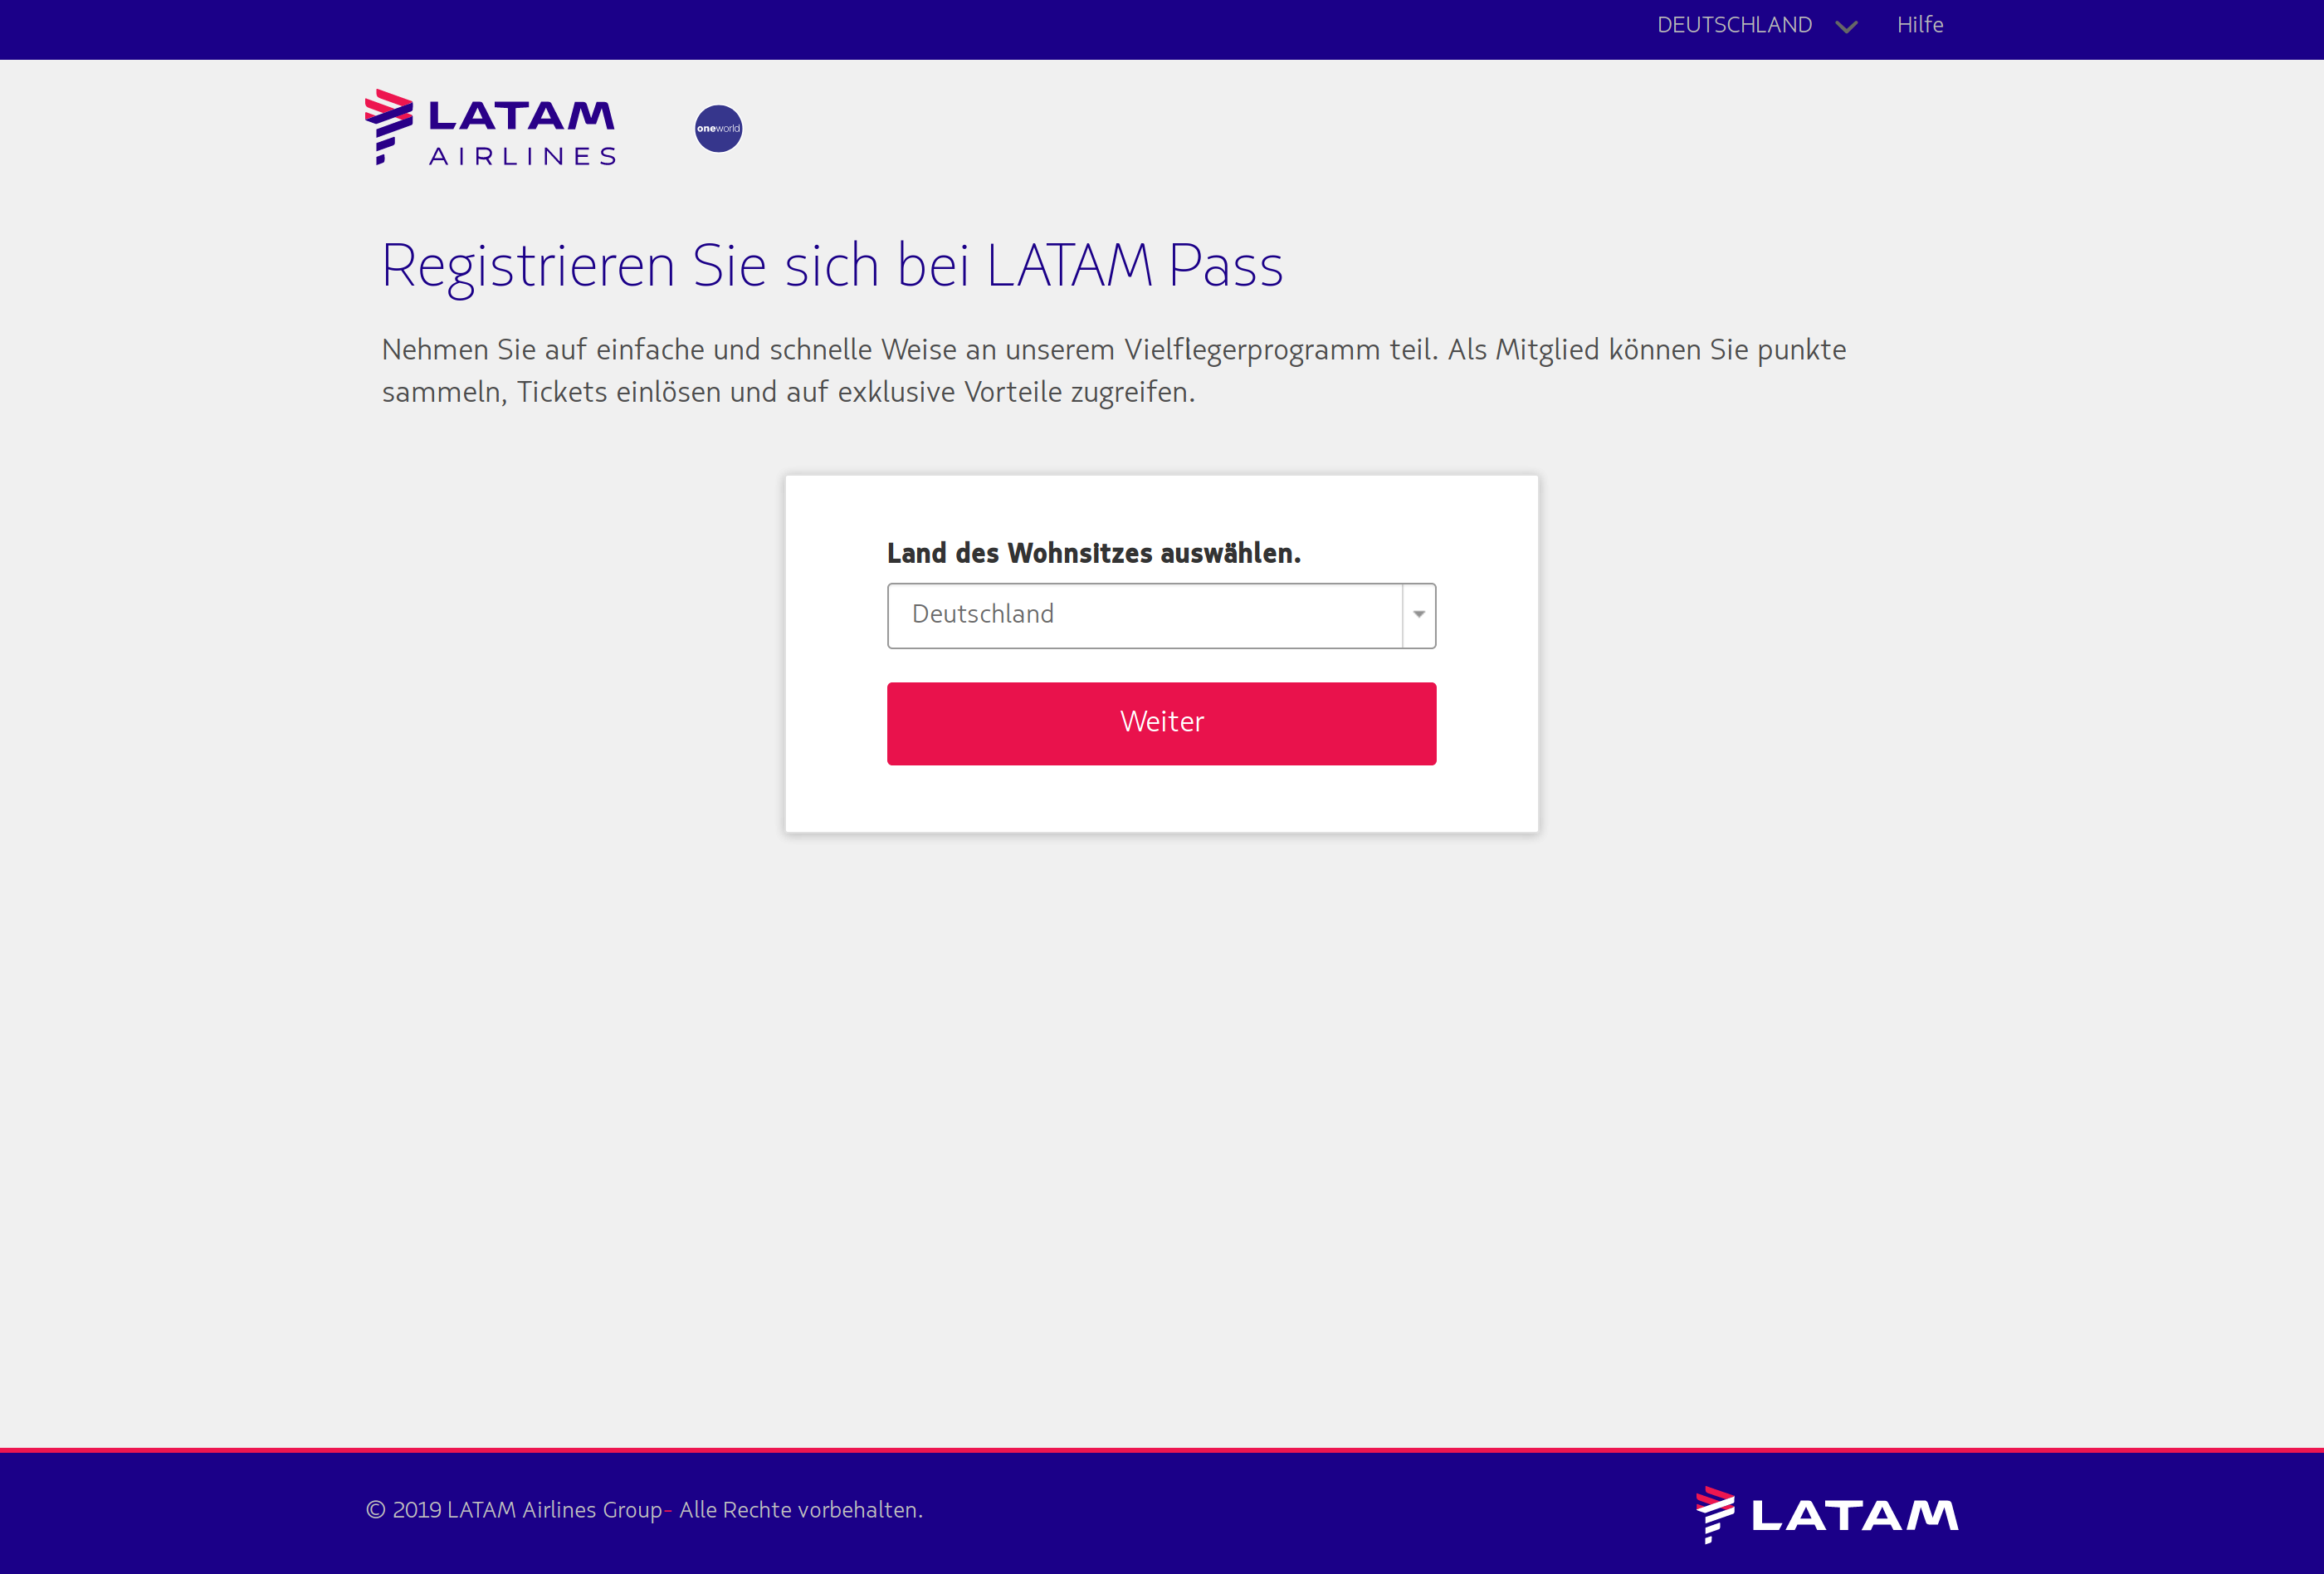 DEUTSCHLAND Hilfe
LATAM
AIRLINES
oneworld
Registrieren Sie sich bei LATAM Pass
Nehmen Sie auf einfache und schnelle Weise an unserem Vielfliegerprogramm teil. Als Mitglied können Sie punkte
sammeln, Tickets einlösen und auf exklusive Vorteile zugreifen.
Land des Wohnsitzes auswählen.
Deutschland
Weiter
© 2019 LATAM Airlines Group- Alle Rechte vorbehalten.
LATAM